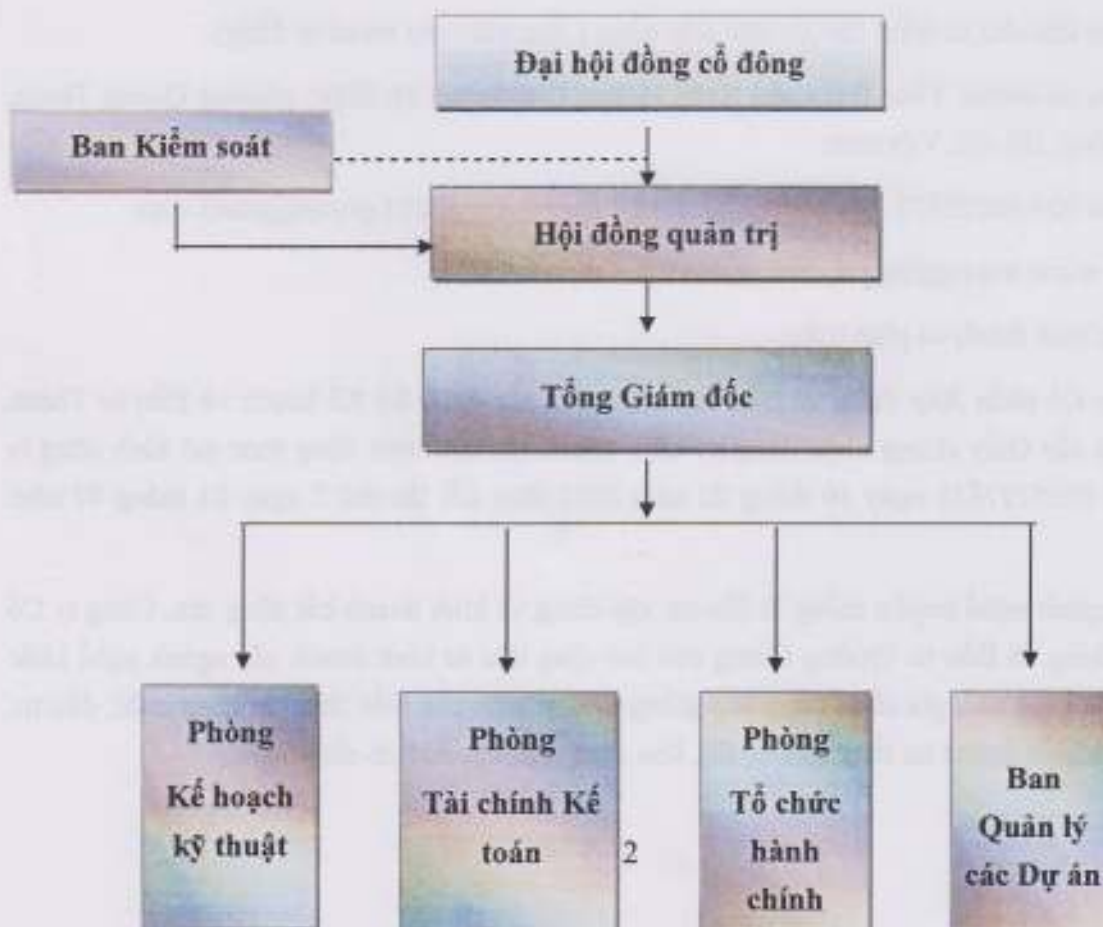 Đại hội đồng cổ đông
Ban Kiểm soát
Hội đồng quản trị
Tổng Giám đốc
Phòng
Kế hoạch
kỹ thuật
Phòng
Tài chính Kế
toán
Phòng
Tổ chức
hành
chính
Ban
Quản lý
các Dự án
2